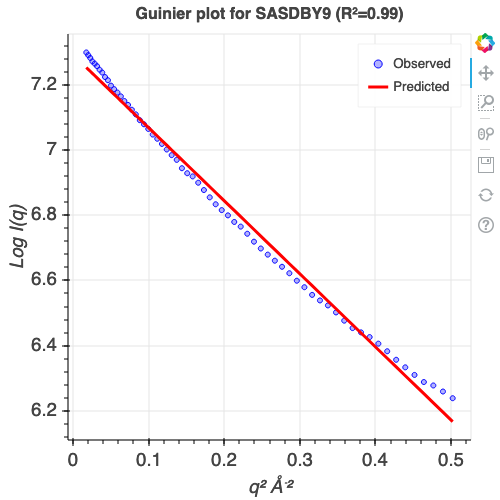 Guinier plot for SASDBY9 (R²=0.99)
Observed
Predicted
Log I(q)
7.2
7
6.8
6.6
6.4
6.2
0
0.1
0.2
0.3
0.4
0.5
q² Å⁻²